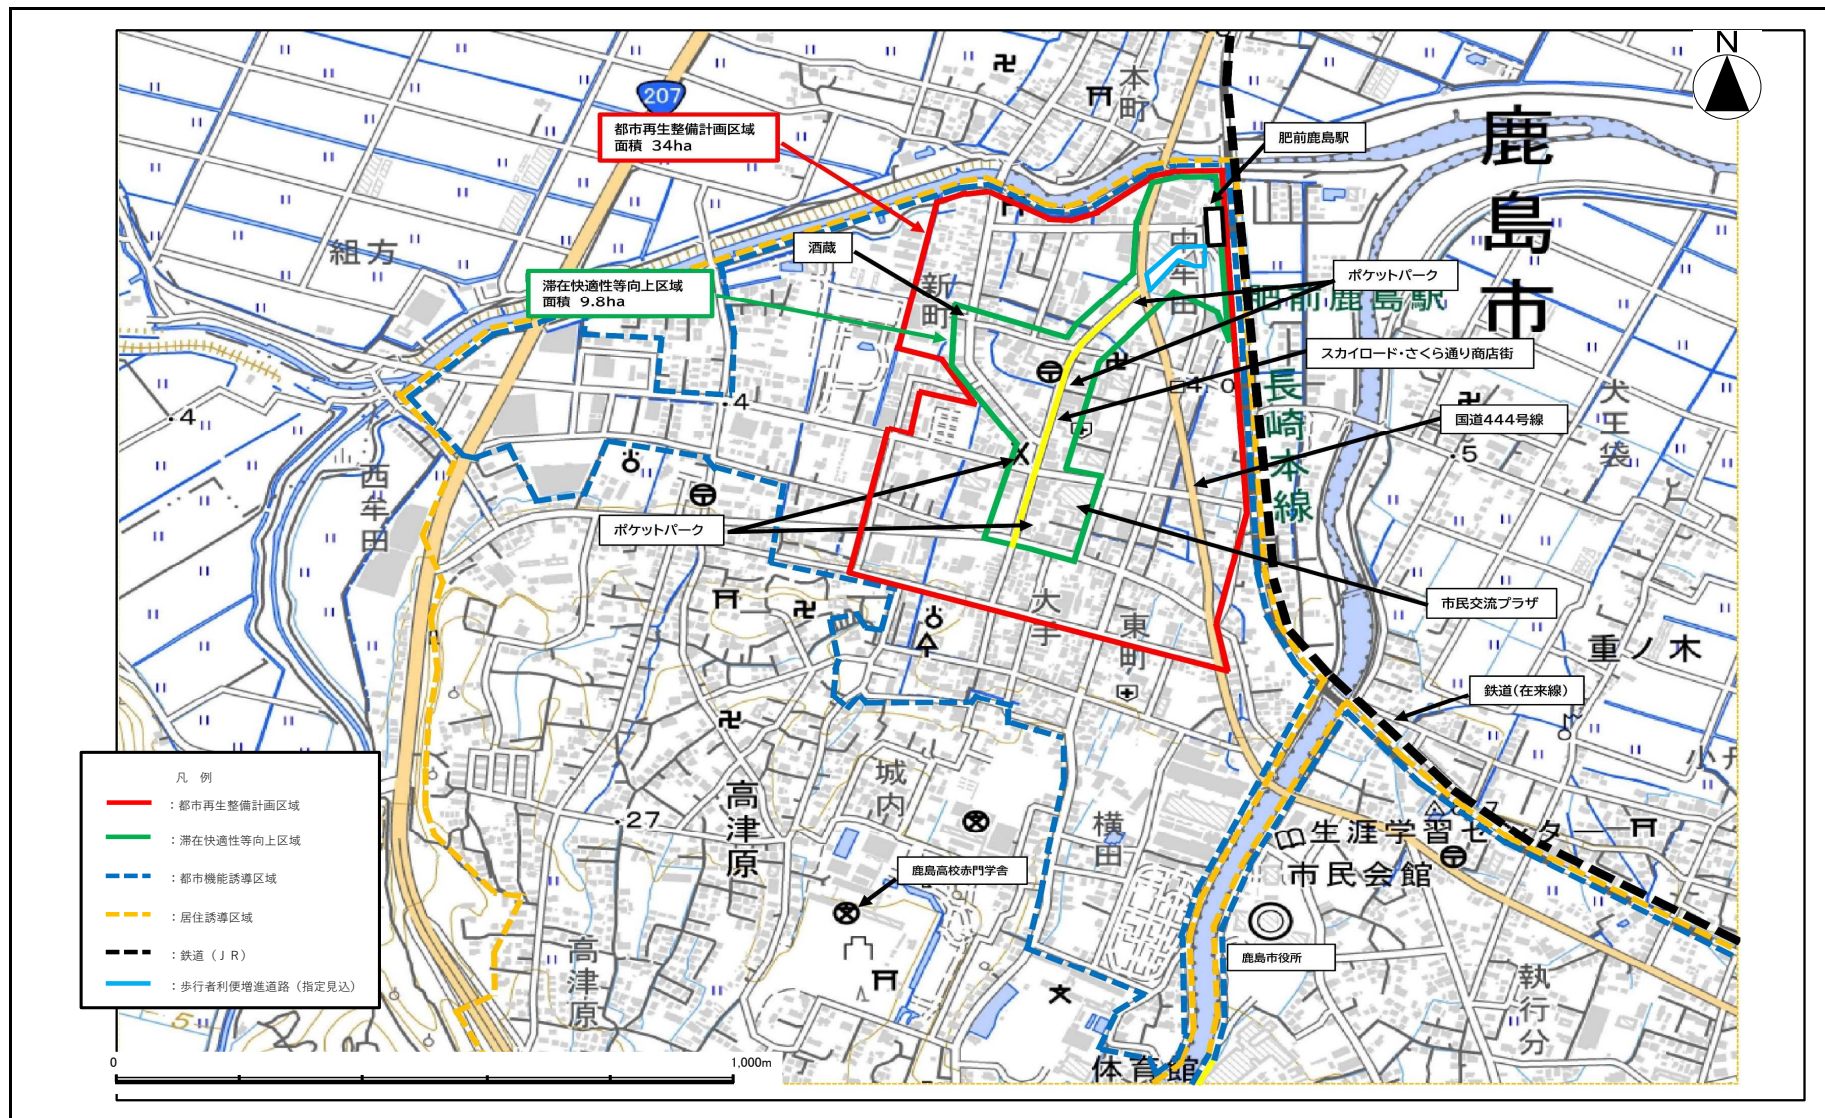 N
鹿島市
207
本町
都市再生整備計画区域
面積 34ha
肥前鹿島駅
組方
酒蔵
中牟田
新町
ポケットパーク
滞在快適性等向上区域
面積 9.8ha
肥前鹿島駅
スカイロード・さくら通り商店街
長崎本線
4.0
犬王袋
・4
・4
国道444号線
・5
西牟田
ポケットパーク
大手
東町
市民交流プラザ
重ノ木
鉄道(在来線)
凡 例
:都市再生整備計画区域
:滞在快適性等向上区域
:都市機能誘導区域
:居住誘導区域
:鉄道(JR)
:歩行者利便増進道路(指定見込)
高津原
城内
・27
横田
生涯学習センター
市民会館
鹿島高校赤門学舎
高津原
鹿島市役所
執行分
体育館
5
0
1,000m